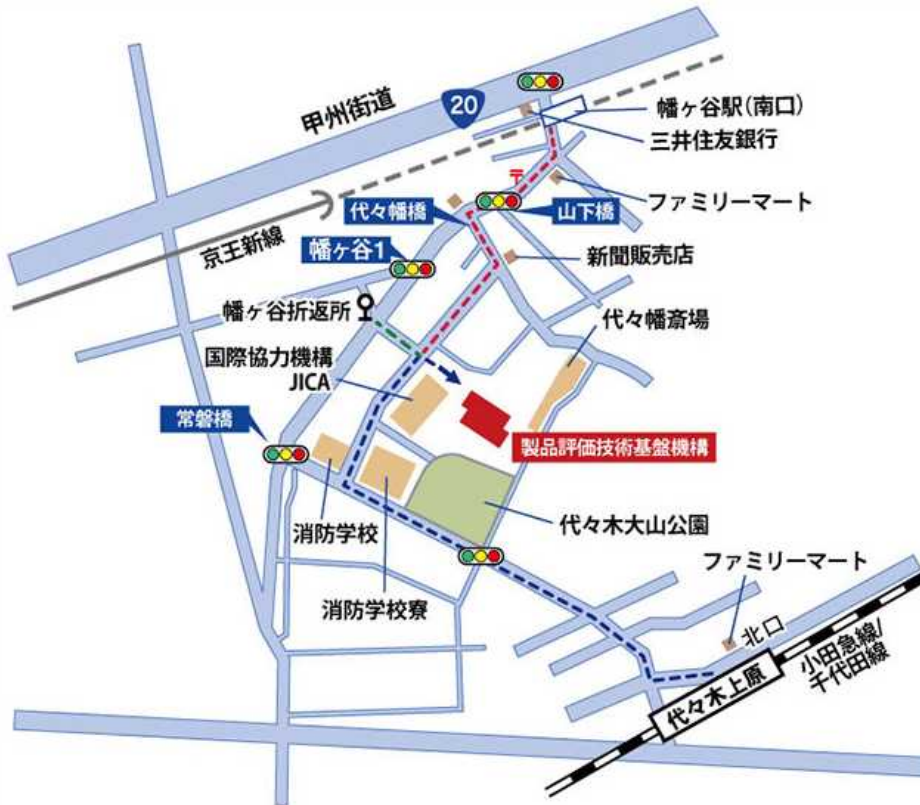 甲州街道
20
幡ヶ谷駅(南口)
三井住友銀行
〒
ファミリーマート
代々幡橋
山下橋
京王新線
幡ヶ谷1
新聞販売店
幡ヶ谷折返所
代々幡斎場
国際協力機構
JICA
常盤橋
製品評価技術基盤機構
消防学校
代々木大山公園
消防学校寮
ファミリーマート
北口
小田急線/
千代田線
代々木上原